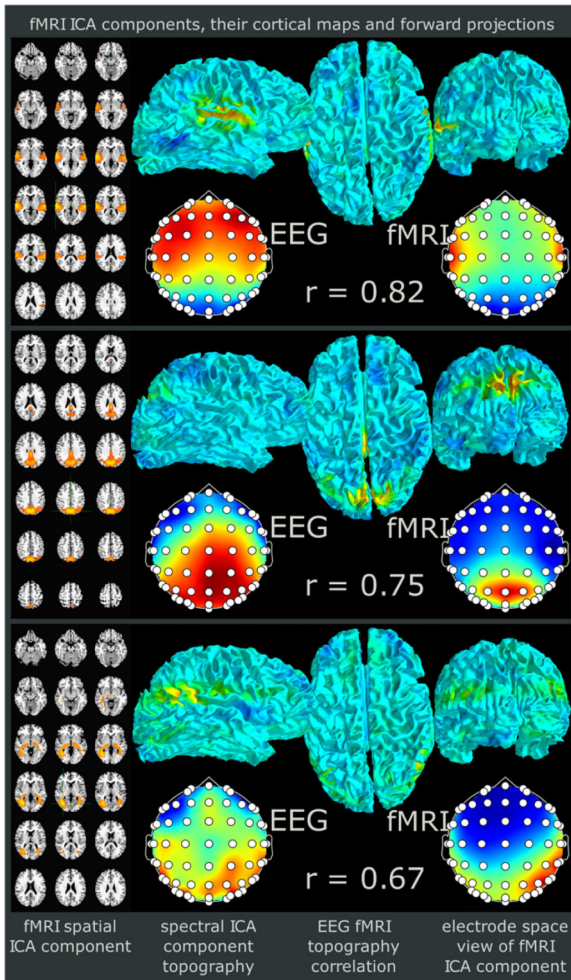 fMRI ICA components, their cortical maps and forward projections
EEG
fMRI
r = 0.82
EEG
fMRI
r = 0.75
EEG
fMRI
r = 0.67
fMRI spatial
ICA component
spectral ICA
component
topography
EEG fMRI
topography
correlation
electrode space
view of fMRI
ICA component